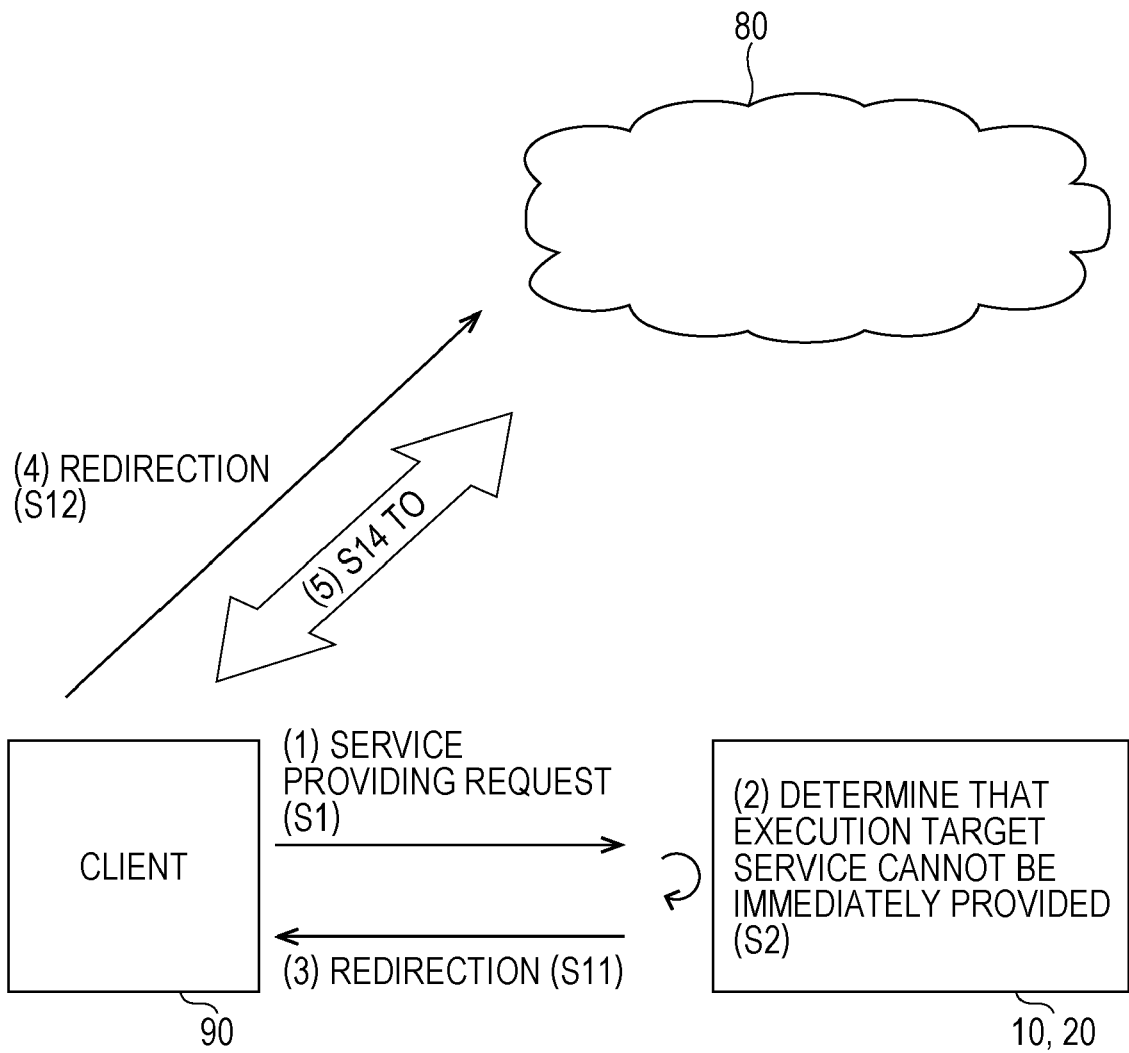 80
(4) REDIRECTION
(S12)
(5) S14 TO
(1) SERVICE
PROVIDING REQUEST
(S1)
CLIENT
(2) DETERMINE THAT
EXECUTION TARGET
SERVICE CANNOT BE
IMMEDIATELY PROVIDED
(S2)
(3) REDIRECTION (S11)
90
10, 20